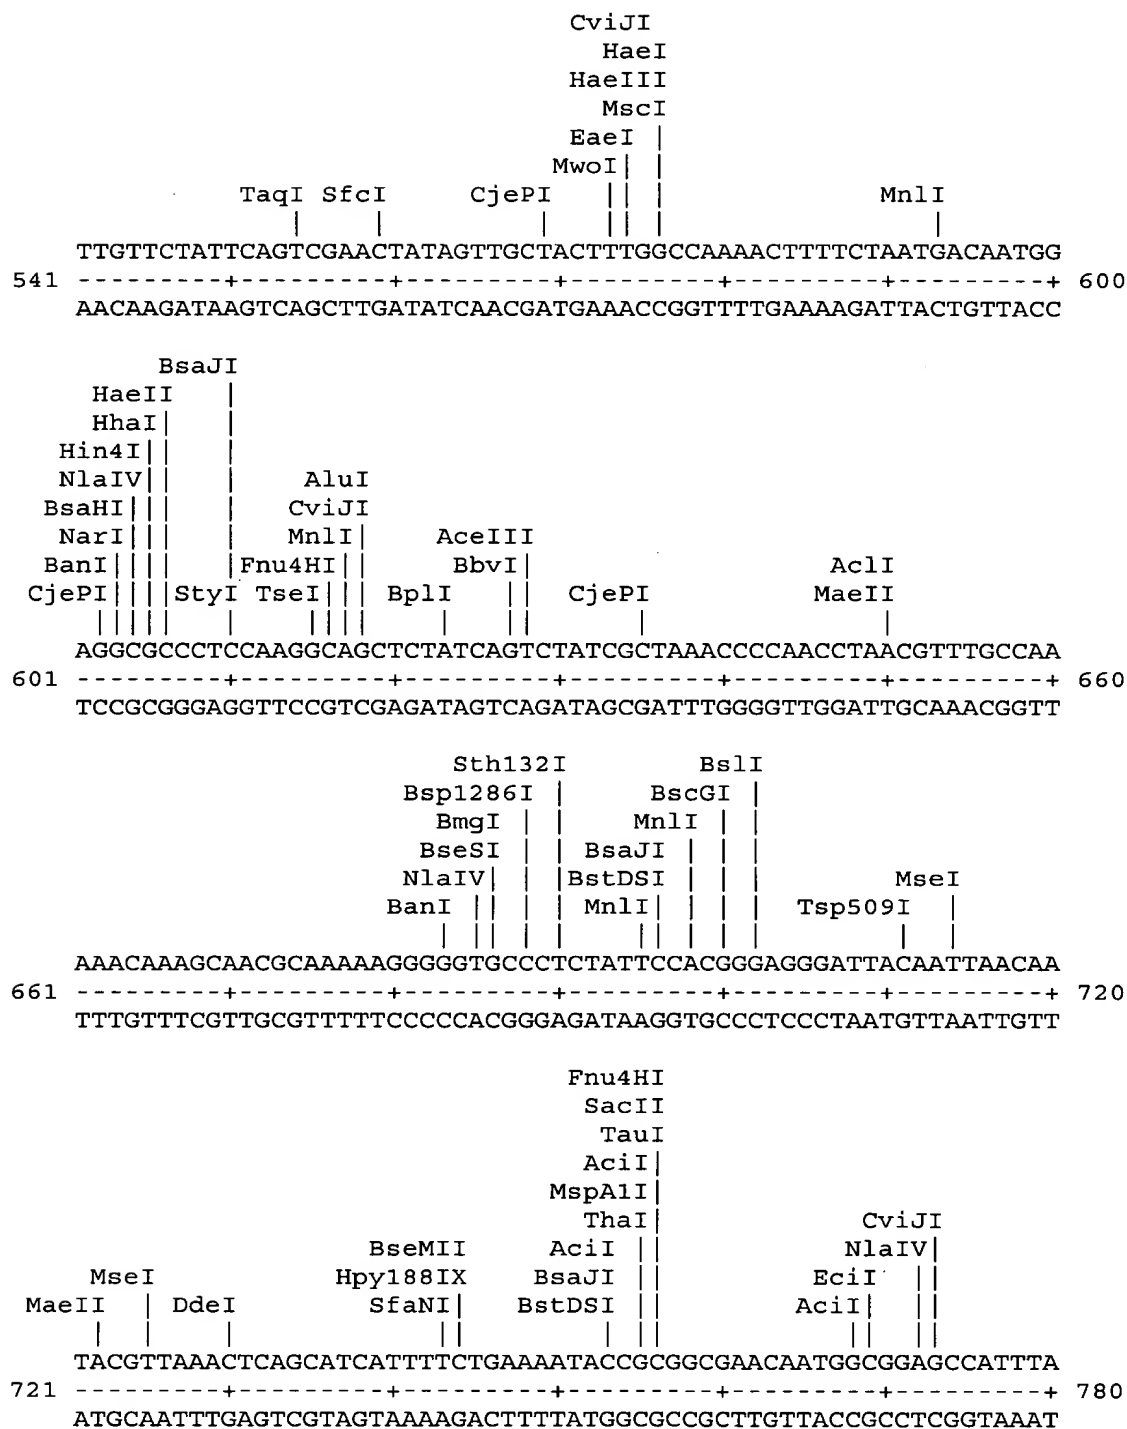 CviJI
HaeI
HaeIII
MscI
EaeI |
MwoI| |
TaqI SfcI CjePI || | MnlI
| | | || | |
TTGTTCTATTCAGTCGAACTATAGTTGCTACTTTTGGCCAAAACTTTTCTAATGACAATGG
541 ---------+---------+---------+---------+---------+---------+ 600
AACAAGATAAGTCAGCTTGATATCAACGATGAAACCGGTTTTGAAAAGATTACTGTTACC
BsaJI
HaeII |
HhaI| |
Hin4I|| |
NlaIV|| | AluI
BsaHI||| | CviJI
NarI||| | MnlI| AceIII
BanI|||| |Fnu4HI|| BbvI| AclI
CjePI|||| StyI TseI||| BplI || CjePI MaeII
||||| | |||| | || | |
AGGCGCCCTCCAAGGCAGCTCTATCAGTCTATCGCTAAACCCCAACCTAACGTTTGCCAA
601 ---------+---------+---------+---------+---------+---------+ 660
TCCGCGGGAGGTTCCGTCGAGATAGTCAGATAGCGATTTGGGGTTGGATTGCAAACGGTT
Sth132I BslI
Bsp1286I | BscGI |
BmgI | | MnlI | |
BseSI | | BsaJI | | |
NlaIV| | |BstDSI | | | MseI
BanI || | | MnlI| | | | Tsp509I |
| || | | || | | | | |
AAACAAAGCAACGCAAAAAGGGGGTGCCCTCTATTCCACGGGAGGGATTACAATTAACAA
661 ---------+---------+---------+---------+---------+---------+ 720
TTTGTTTCGTTGCGTTTTTCCCCCACGGGAGATAAGGTGCCCTCCCTAATGTTAATTGTT
Fnu4HI
SacII
TauI
AciI|
MspA1I|
ThaI| CviJI
BseMII AciI || NlaIV|
MseI Hpy188IX BsaJI || EciI ||
MaeII | DdeI SfaNI| BstDSI || AciI| ||
| | | || | || || ||
TACGTTAAACTCAGCATCATTTTCTGAAAATACCGCGGCGAACAATGGCGGAGCCATTTA
721 ---------+---------+---------+---------+---------+---------+ 780
ATGCAATTTGAGTCGTAGTAAAAGACTTTTATGGCGCCGCTTGTTACCGCCTCGGTAAAT